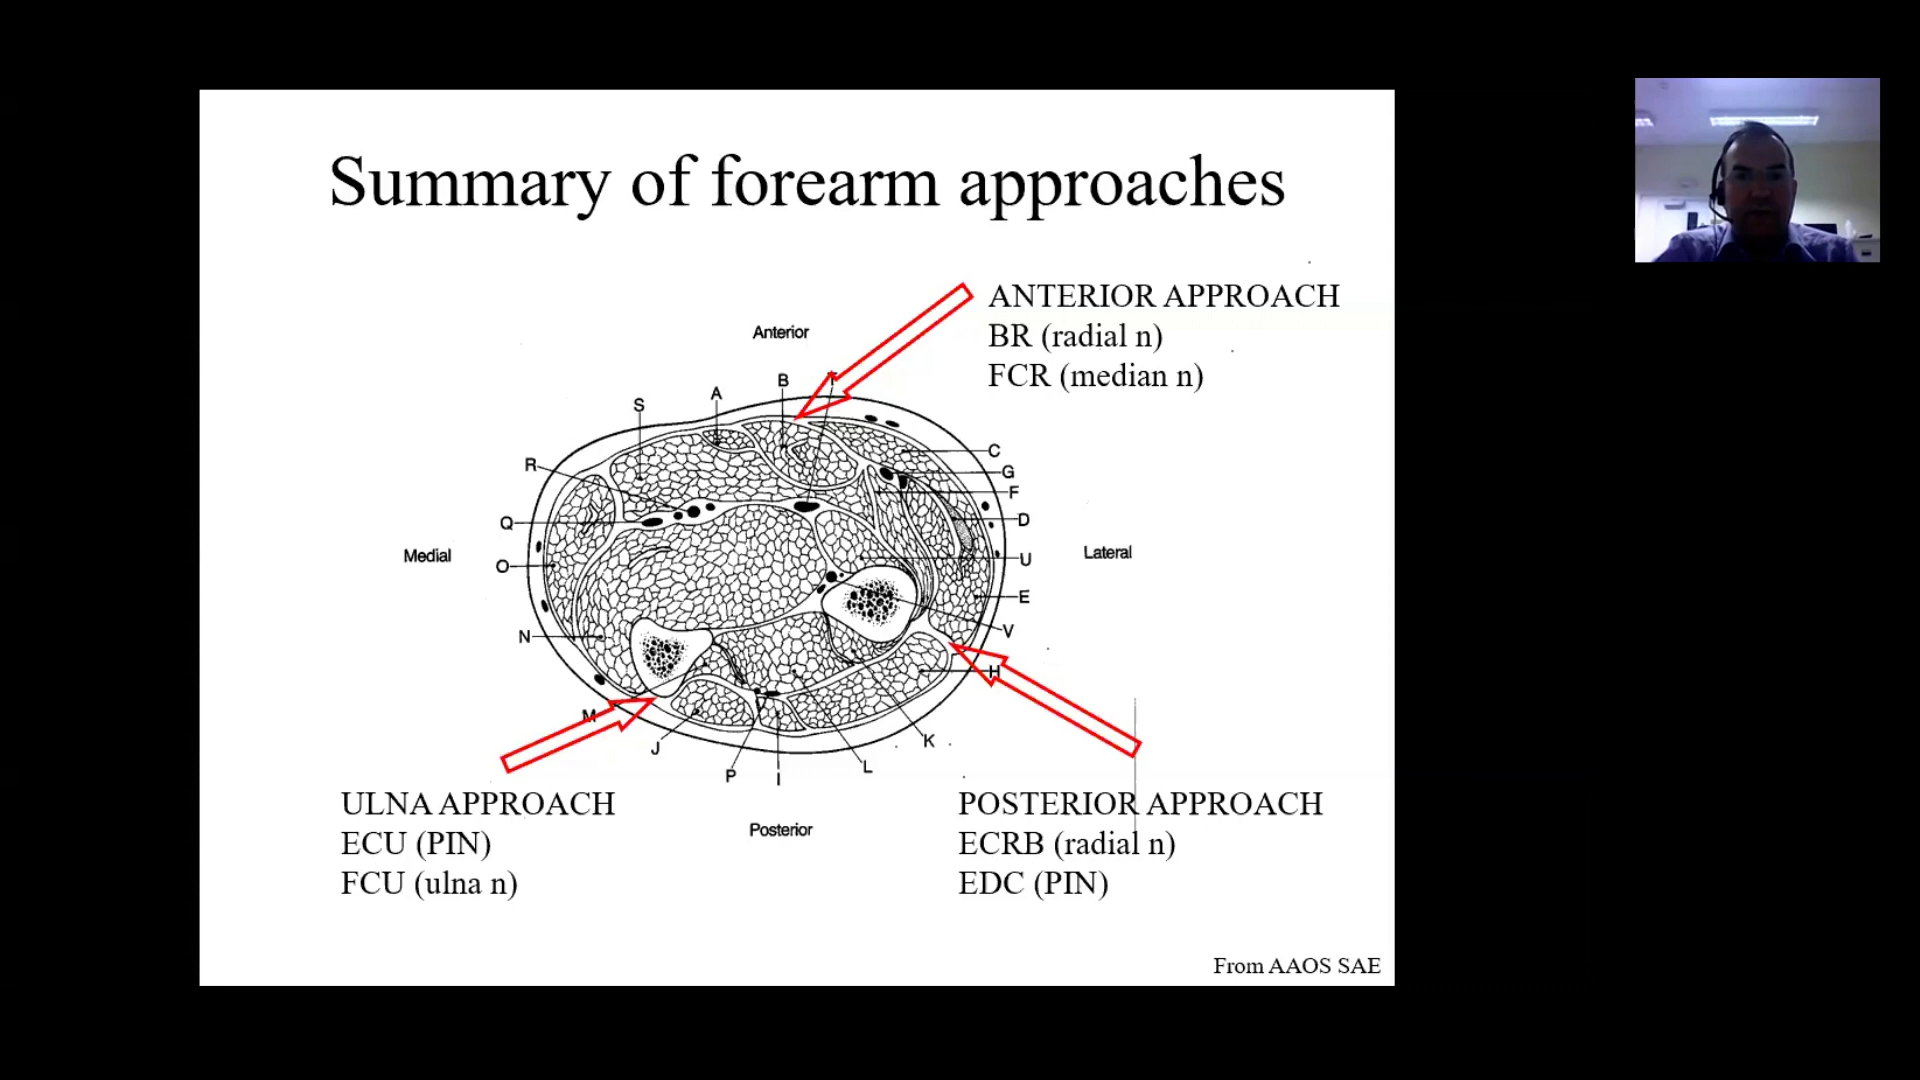 Summary of forearm approaches
ANTERIOR APPROACH
BR (radial n)
FCR (median n)
Anterior
S
A
B
T
R
C
G
F
Q
D
Medial
Lateral
O
U
E
N
V
H
M
J
K
P
I
L
ULNA APPROACH
ECU (PIN)
FCU (ulna n)
Posterior
POSTERIOR APPROACH
ECRB (radial n)
EDC (PIN)
From AAOS SAE